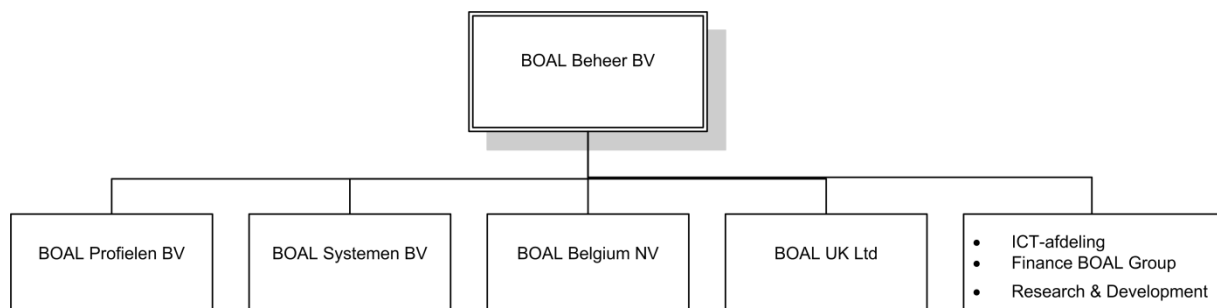 BOAL Beheer BV
BOAL Profielen BV
BOAL Systemen BV
BOAL Belgium NV
BOAL UK Ltd
• ICT-afdeling
• Finance BOAL Group
• Research & Development